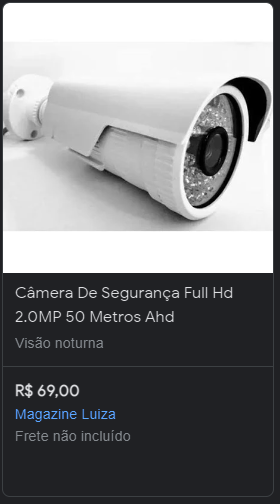 Câmera De Segurança Full Hd
2.0MP 50 Metros Ahd
Visão noturna
R$ 69,00
Magazine Luiza
Frete não incluído